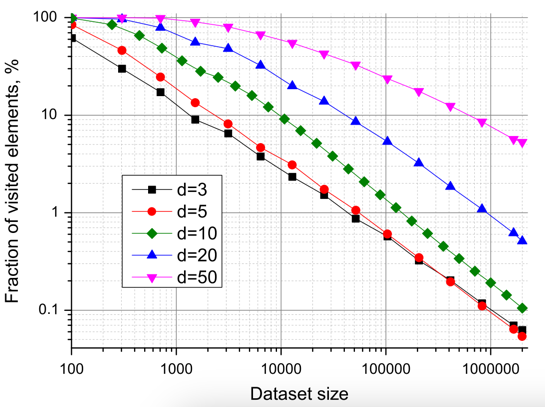 Fraction of visited elements, %
100
10
1
0.1
d=3
d=5
d=10
d=20
d=50
100
1000
10000
100000
1000000
Dataset size